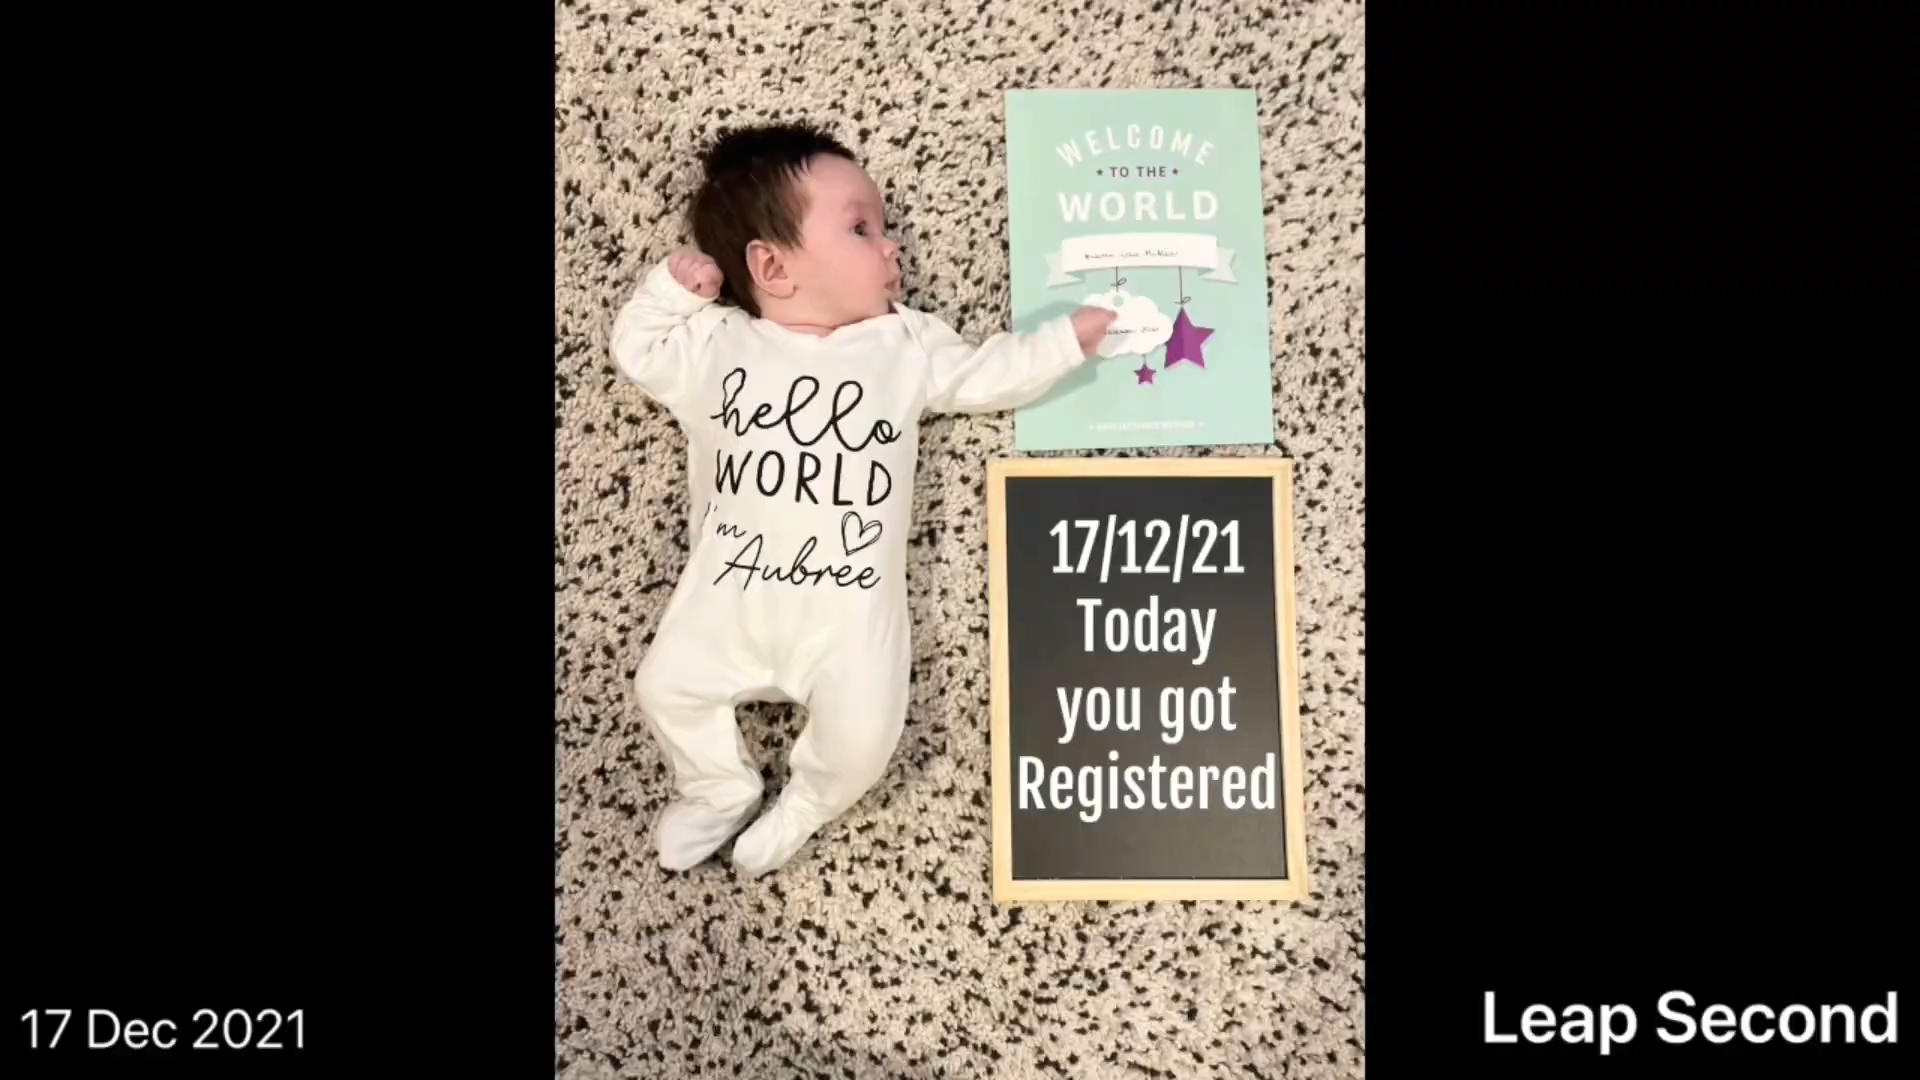 WELCOME
TO THE
WORLD
hello
WORLD
I'm
Aubree
17/12/21
Today
you got
Registered
17 Dec 2021
Leap Second